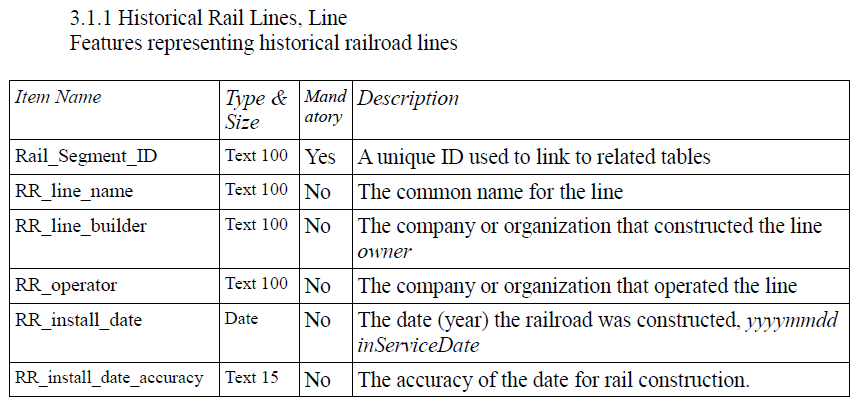 3.1.1 Historical Rail Lines, Line
Features representing historical railroad lines
Item Name Type & Mand Description
Size atory
Rail_Segment_ID Text 100 Yes A unique ID used to link to related tables
RR_line_name Text 100 No The common name for the line
RR_line_builder Text 100 No The company or organization that constructed the line
owner
RR_operator Text 100 No The company or organization that operated the line
RR_install_date Date No The date (year) the railroad was constructed, yyyymmdd
inServiceDate
RR_install_date_accuracy Text 15 No The accuracy of the date for rail construction.